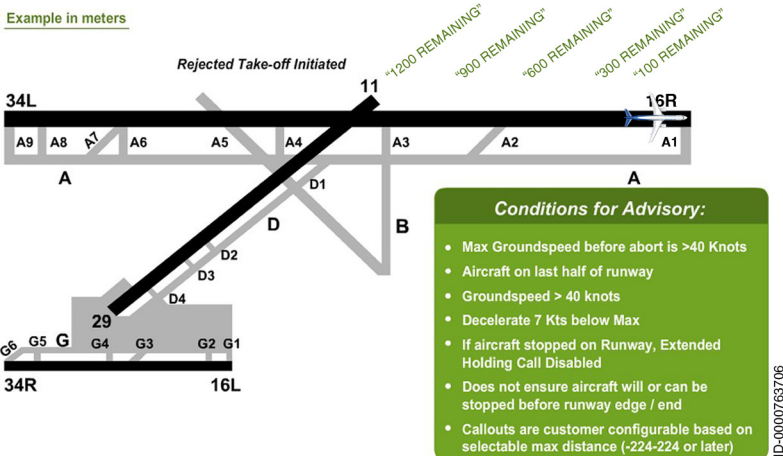 Example in meters
"1200 REMAINING"
"900 REMAINING"
"600 REMAINING"
"300 REMAINING"
"100 REMAINING"
Rejected Take-off Initiated
11
34L
16R
A9
A8
A7
A6
A5
A4
A3
A2
A1
A
A
D1
D
B
D2
D3
D4
29
G6
G5
G
G4
G3
G2
G1
34R
16L
Conditions for Advisory:
• Max Groundspeed before abort is >40 Knots
• Aircraft on last half of runway
• Groundspeed > 40 knots
• Decelerate 7 Kts below Max
• If aircraft stopped on Runway, Extended
Holding Call Disabled
• Does not ensure aircraft will or can be
stopped before runway edge / end
• Callouts are customer configurable based on
selectable max distance (-224-224 or later)
ID-0000763706